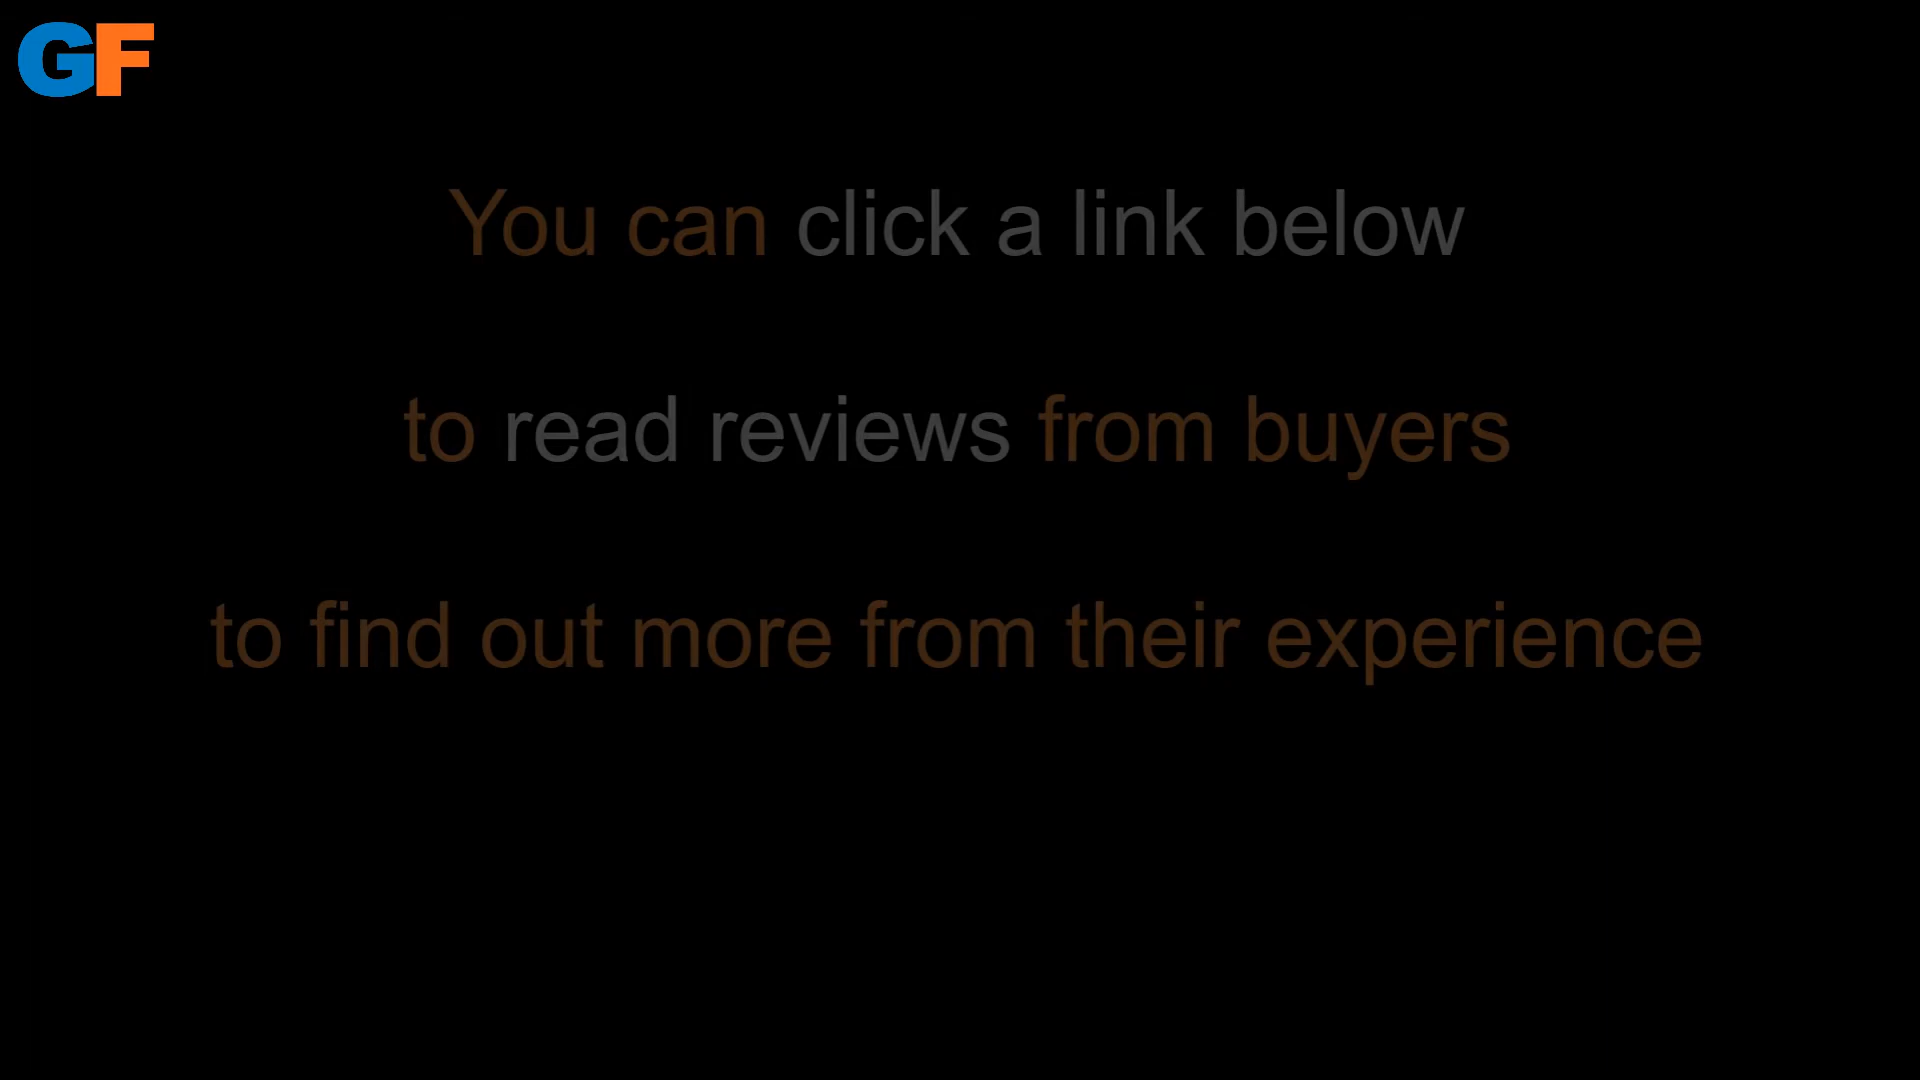 GF
You can click a link below
to read reviews from buyers
to find out more from their experience